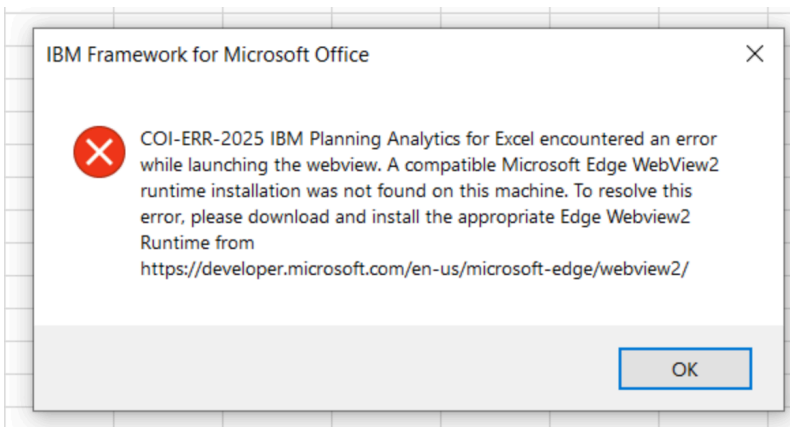 IBM Framework for Microsoft Office
COI-ERR-2025 IBM Planning Analytics for Excel encountered an error
while launching the webview. A compatible Microsoft Edge WebView2
runtime installation was not found on this machine. To resolve this
error, please download and install the appropriate Edge Webview2
Runtime from
https://developer.microsoft.com/en-us/microsoft-edge/webview2/
OK